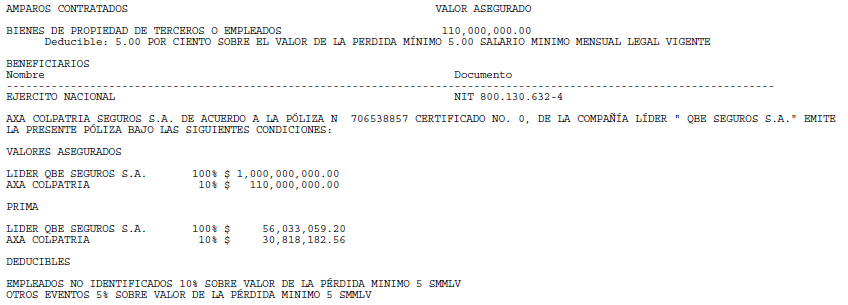 AMPAROS CONTRATADOS VALOR ASEGURADO
BIENES DE PROPIEDAD DE TERCEROS O EMPLEADOS 110,000,000.00
Deducible: 5.00 POR CIENTO SOBRE EL VALOR DE LA PERDIDA MÍNIMO 5.00 SALARIO MINIMO MENSUAL LEGAL VIGENTE
BENEFICIARIOS
Nombre Documento
EJERCITO NACIONAL NIT 800.130.632-4
AXA COLPATRIA SEGUROS S.A. DE ACUERDO A LA PÓLIZA N 706538857 CERTIFICADO NO. 0, DE LA COMPAÑÍA LÍDER " QBE SEGUROS S.A." EMITE
LA PRESENTE PÓLIZA BAJO LAS SIGUIENTES CONDICIONES:
VALORES ASEGURADOS
LIDER QBE SEGUROS S.A. 100% $ 1,000,000,000.00
AXA COLPATRIA 10% $ 110,000,000.00
PRIMA
LIDER QBE SEGUROS S.A. 100% $ 56,033,059.20
AXA COLPATRIA 10% $ 30,818,182.56
DEDUCIBLES
EMPLEADOS NO IDENTIFICADOS 10% SOBRE VALOR DE LA PÉRDIDA MINIMO 5 SMMLV
OTROS EVENTOS 5% SOBRE VALOR DE LA PÉRDIDA MINIMO 5 SMMLV